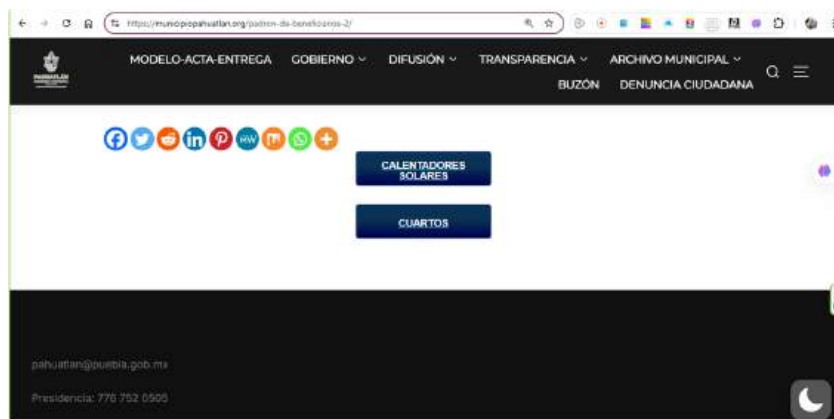 https://municipiopahuatlan.org/padron-de-beneficiarios-2/
PAHUATLÁN
MODELO-ACTA-ENTREGA GOBIERNO DIFUSIÓN TRANSPARENCIA ARCHIVO MUNICIPAL
BUZÓN DENUNCIA CIUDADANA
CALENTADORES
SOLARES
CUARTOS
pahuatlan@puebla.gob.mx
Presidencia: 776 752 0505